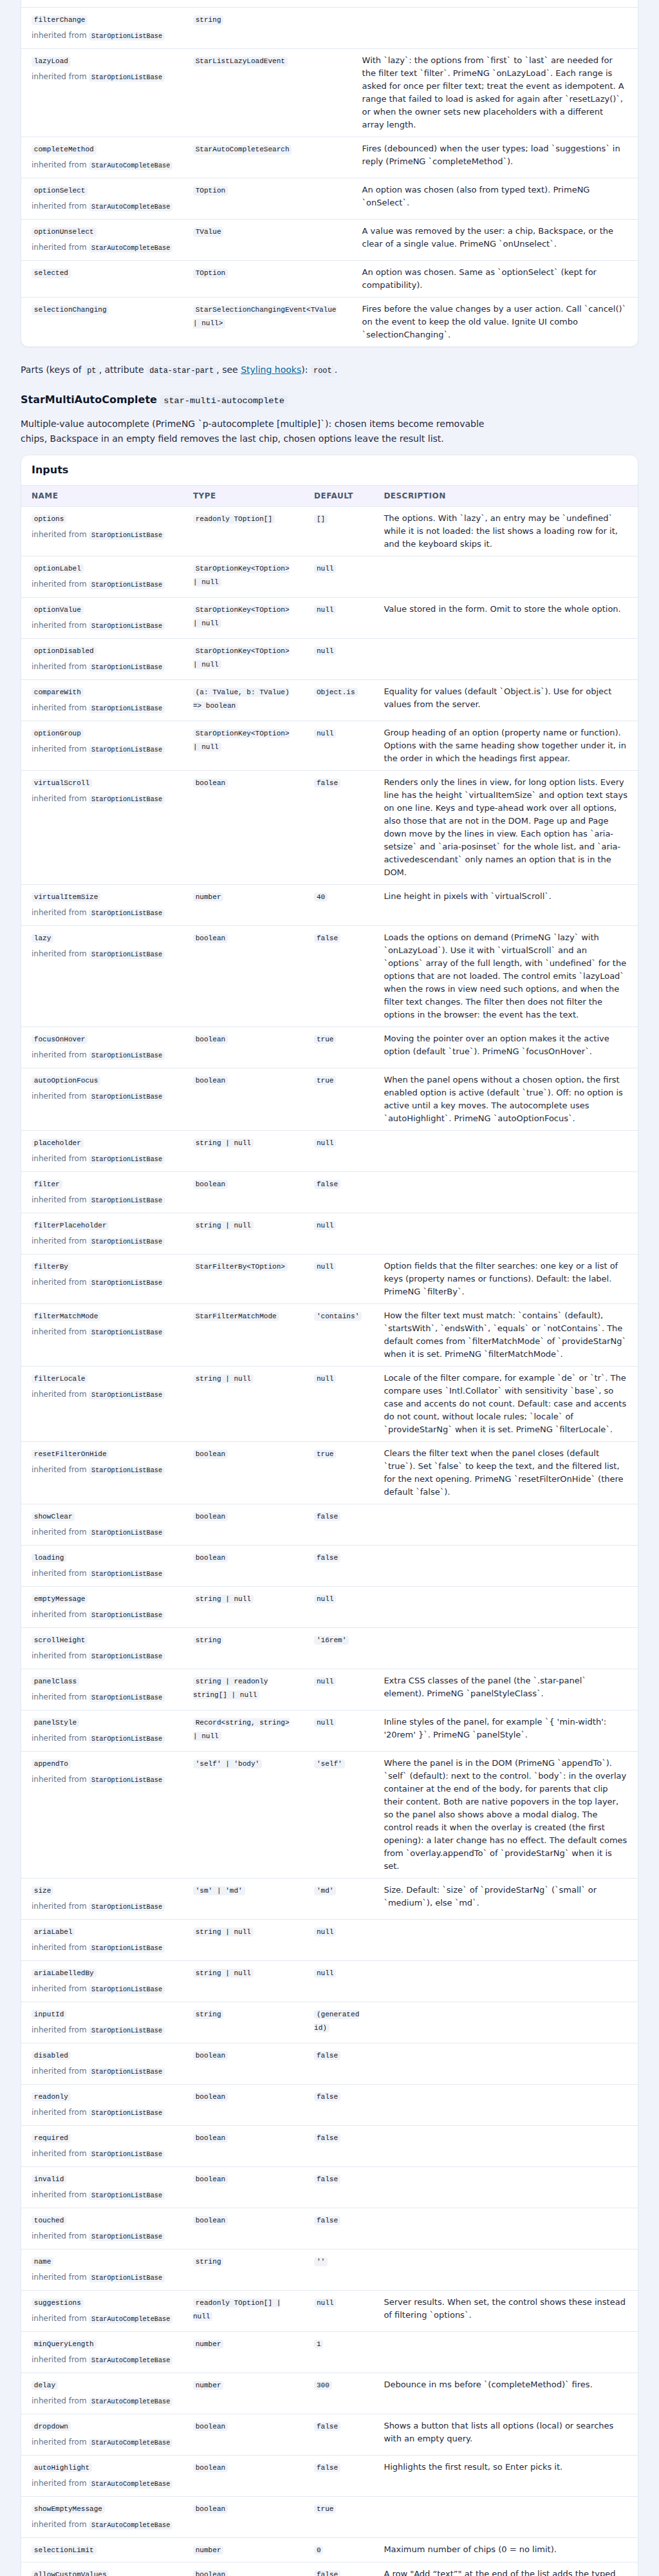 filterChange string
inherited from StarOptionListBase
lazyLoad StarListLazyLoadEvent With `lazy`: the options from `first` to `last` are needed for
inherited from StarOptionListBase the filter text `filter`. PrimeNG `onLazyLoad`. Each range is
asked for once per filter text; treat the event as idempotent. A
range that failed to load is asked for again after `resetLazy()`,
or when the owner sets new placeholders with a different
array length.
completeMethod StarAutoCompleteSearch Fires (debounced) when the user types; load `suggestions` in
inherited from StarAutoCompleteBase reply (PrimeNG `completeMethod`).
optionSelect TOption An option was chosen (also from typed text). PrimeNG
inherited from StarAutoCompleteBase `onSelect`.
optionUnselect TValue A value was removed by the user: a chip, Backspace, or the
inherited from StarAutoCompleteBase clear of a single value. PrimeNG `onUnselect`.
selected TOption An option was chosen. Same as `optionSelect` (kept for
compatibility).
selectionChanging StarSelectionChangingEvent<TValue Fires before the value changes by a user action. Call `cancel()`
| null> on the event to keep the old value. Ignite UI combo
`selectionChanging`.
Parts (keys of pt, attribute data-star-part, see Styling hooks): root.
StarMultiAutoComplete star-multi-autocomplete
Multiple-value autocomplete (PrimeNG `p-autocomplete [multiple]`): chosen items become removable
chips, Backspace in an empty field removes the last chip, chosen options leave the result list.
Inputs
NAME TYPE DEFAULT DESCRIPTION
options readonly TOption[] [] The options. With `lazy`, an entry may be `undefined`
inherited from StarOptionListBase while it is not loaded: the list shows a loading row for it,
and the keyboard skips it.
optionLabel StarOptionKey<TOption> null
inherited from StarOptionListBase | null
optionValue StarOptionKey<TOption> null Value stored in the form. Omit to store the whole option.
inherited from StarOptionListBase | null
optionDisabled StarOptionKey<TOption> null
inherited from StarOptionListBase | null
compareWith (a: TValue, b: TValue) Object.is Equality for values (default `Object.is`). Use for object
inherited from StarOptionListBase => boolean values from the server.
optionGroup StarOptionKey<TOption> null Group heading of an option (property name or function).
inherited from StarOptionListBase | null Options with the same heading show together under it, in
the order in which the headings first appear.
virtualScroll boolean false Renders only the lines in view, for long option lists. Every
inherited from StarOptionListBase line has the height `virtualItemSize` and option text stays
on one line. Keys and type-ahead work over all options,
also those that are not in the DOM. Page up and Page
down move by the lines in view. Each option has `aria-
setsize` and `aria-posinset` for the whole list, and `aria-
activedescendant` only names an option that is in the
DOM.
virtualItemSize number 40 Line height in pixels with `virtualScroll`.
inherited from StarOptionListBase
lazy boolean false Loads the options on demand (PrimeNG `lazy` with
inherited from StarOptionListBase `onLazyLoad`). Use it with `virtualScroll` and an
`options` array of the full length, with `undefined` for the
options that are not loaded. The control emits `lazyLoad`
when the rows in view need such options, and when the
filter text changes. The filter then does not filter the
options in the browser: the event has the text.
focusOnHover boolean true Moving the pointer over an option makes it the active
inherited from StarOptionListBase option (default `true`). PrimeNG `focusOnHover`.
autoOptionFocus boolean true When the panel opens without a chosen option, the first
inherited from StarOptionListBase enabled option is active (default `true`). Off: no option is
active until a key moves. The autocomplete uses
`autoHighlight`. PrimeNG `autoOptionFocus`.
placeholder string | null null
inherited from StarOptionListBase
filter boolean false
inherited from StarOptionListBase
filterPlaceholder string | null null
inherited from StarOptionListBase
filterBy StarFilterBy<TOption> null Option fields that the filter searches: one key or a list of
inherited from StarOptionListBase keys (property names or functions). Default: the label.
PrimeNG `filterBy`.
filterMatchMode StarFilterMatchMode 'contains' How the filter text must match: `contains` (default),
inherited from StarOptionListBase `startsWith`, `endsWith`, `equals` or `notContains`. The
default comes from `filterMatchMode` of `provideStarNg`
when it is set. PrimeNG `filterMatchMode`.
filterLocale string | null null Locale of the filter compare, for example `de` or `tr`. The
inherited from StarOptionListBase compare uses `Intl.Collator` with sensitivity `base`, so
case and accents do not count. Default: case and accents
do not count, without locale rules; `locale` of
`provideStarNg` when it is set. PrimeNG `filterLocale`.
resetFilterOnHide boolean true Clears the filter text when the panel closes (default
inherited from StarOptionListBase `true`). Set `false` to keep the text, and the filtered list,
for the next opening. PrimeNG `resetFilterOnHide` (there
default `false`).
showClear boolean false
inherited from StarOptionListBase
loading boolean false
inherited from StarOptionListBase
emptyMessage string | null null
inherited from StarOptionListBase
scrollHeight string '16rem'
inherited from StarOptionListBase
panelClass string | readonly null Extra CSS classes of the panel (the `.star-panel`
inherited from StarOptionListBase string[] | null element). PrimeNG `panelStyleClass`.
panelStyle Record<string, string> null Inline styles of the panel, for example `{ 'min-width':
inherited from StarOptionListBase | null '20rem' }`. PrimeNG `panelStyle`.
appendTo 'self' | 'body' 'self' Where the panel is in the DOM (PrimeNG `appendTo`).
inherited from StarOptionListBase `self` (default): next to the control. `body`: in the overlay
container at the end of the body, for parents that clip
their content. Both are native popovers in the top layer,
so the panel also shows above a modal dialog. The
control reads it when the overlay is created (the first
opening): a later change has no effect. The default comes
from `overlay.appendTo` of `provideStarNg` when it is
set.
size 'sm' | 'md' 'md' Size. Default: `size` of `provideStarNg` (`small` or
inherited from StarOptionListBase `medium`), else `md`.
ariaLabel string | null null
inherited from StarOptionListBase
ariaLabelledBy string | null null
inherited from StarOptionListBase
inputId string (generated
inherited from StarOptionListBase id)
disabled boolean false
inherited from StarOptionListBase
readonly boolean false
inherited from StarOptionListBase
required boolean false
inherited from StarOptionListBase
invalid boolean false
inherited from StarOptionListBase
touched boolean false
inherited from StarOptionListBase
name string ''
inherited from StarOptionListBase
suggestions readonly TOption[] | null Server results. When set, the control shows these instead
inherited from StarAutoCompleteBase null of filtering `options`.
minQueryLength number 1
inherited from StarAutoCompleteBase
delay number 300 Debounce in ms before `(completeMethod)` fires.
inherited from StarAutoCompleteBase
dropdown boolean false Shows a button that lists all options (local) or searches
inherited from StarAutoCompleteBase with an empty query.
autoHighlight boolean false Highlights the first result, so Enter picks it.
inherited from StarAutoCompleteBase
showEmptyMessage boolean true
inherited from StarAutoCompleteBase
selectionLimit number 0 Maximum number of chips (0 = no limit).
allowCustomValues boolean false A row "Add "text"" at the end of the list adds the typed